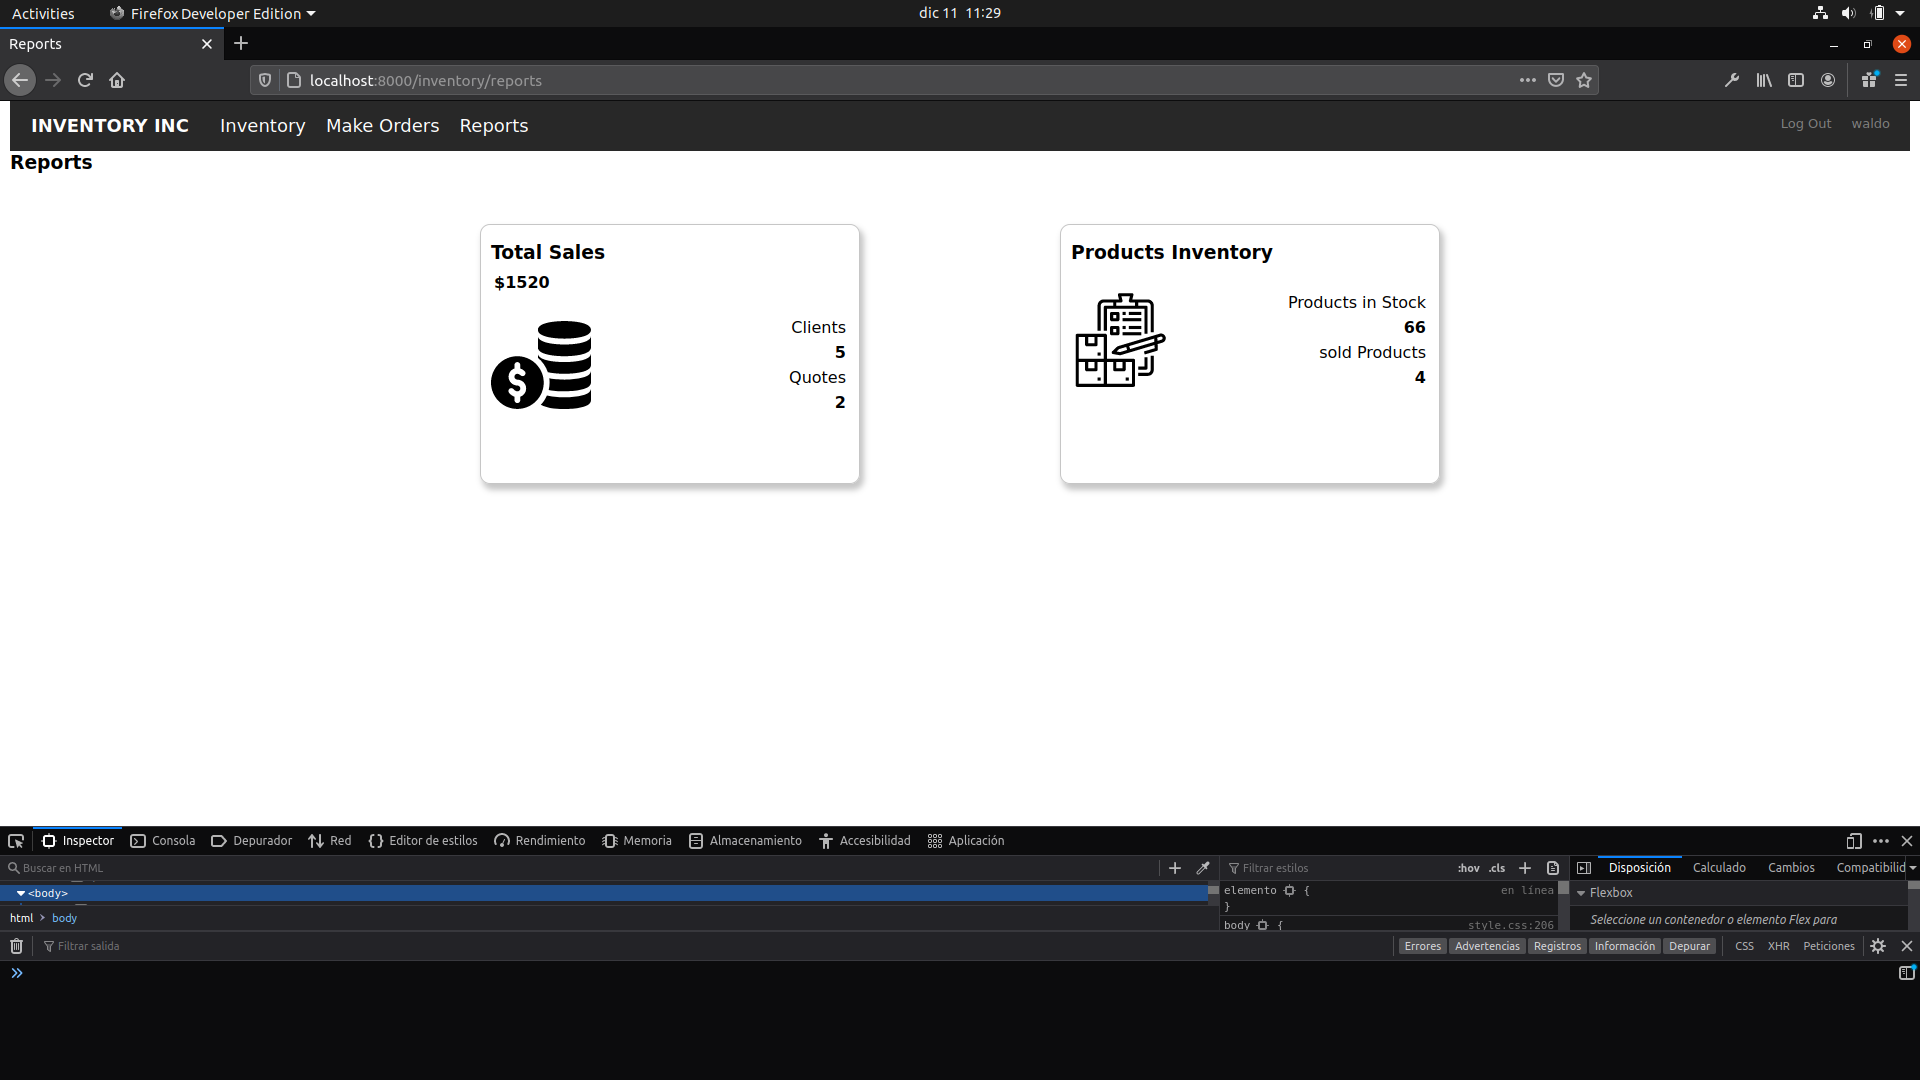 Activities Firefox Developer Edition dic 11 11:29
Reports
localhost:8000/inventory/reports
INVENTORY INC Inventory Make Orders Reports Log Out waldo
Reports
Total Sales
$1520
Clients
5
Quotes
2
Products Inventory
Products in Stock
66
sold Products
4
Inspector Consola Depurador Red Editor de estilos Rendimiento Memoria Almacenamiento Accesibilidad Aplicación
Buscar en HTML Filtrar estilos :hov .cls Disposición Calculado Cambios Compatibilid
<body>
html body
elemento { en línea
}
body { style.css:206
Flexbox
Seleccione un contenedor o elemento Flex para
Filtrar salida Errores Advertencias Registros Información Depurar CSS XHR Peticiones